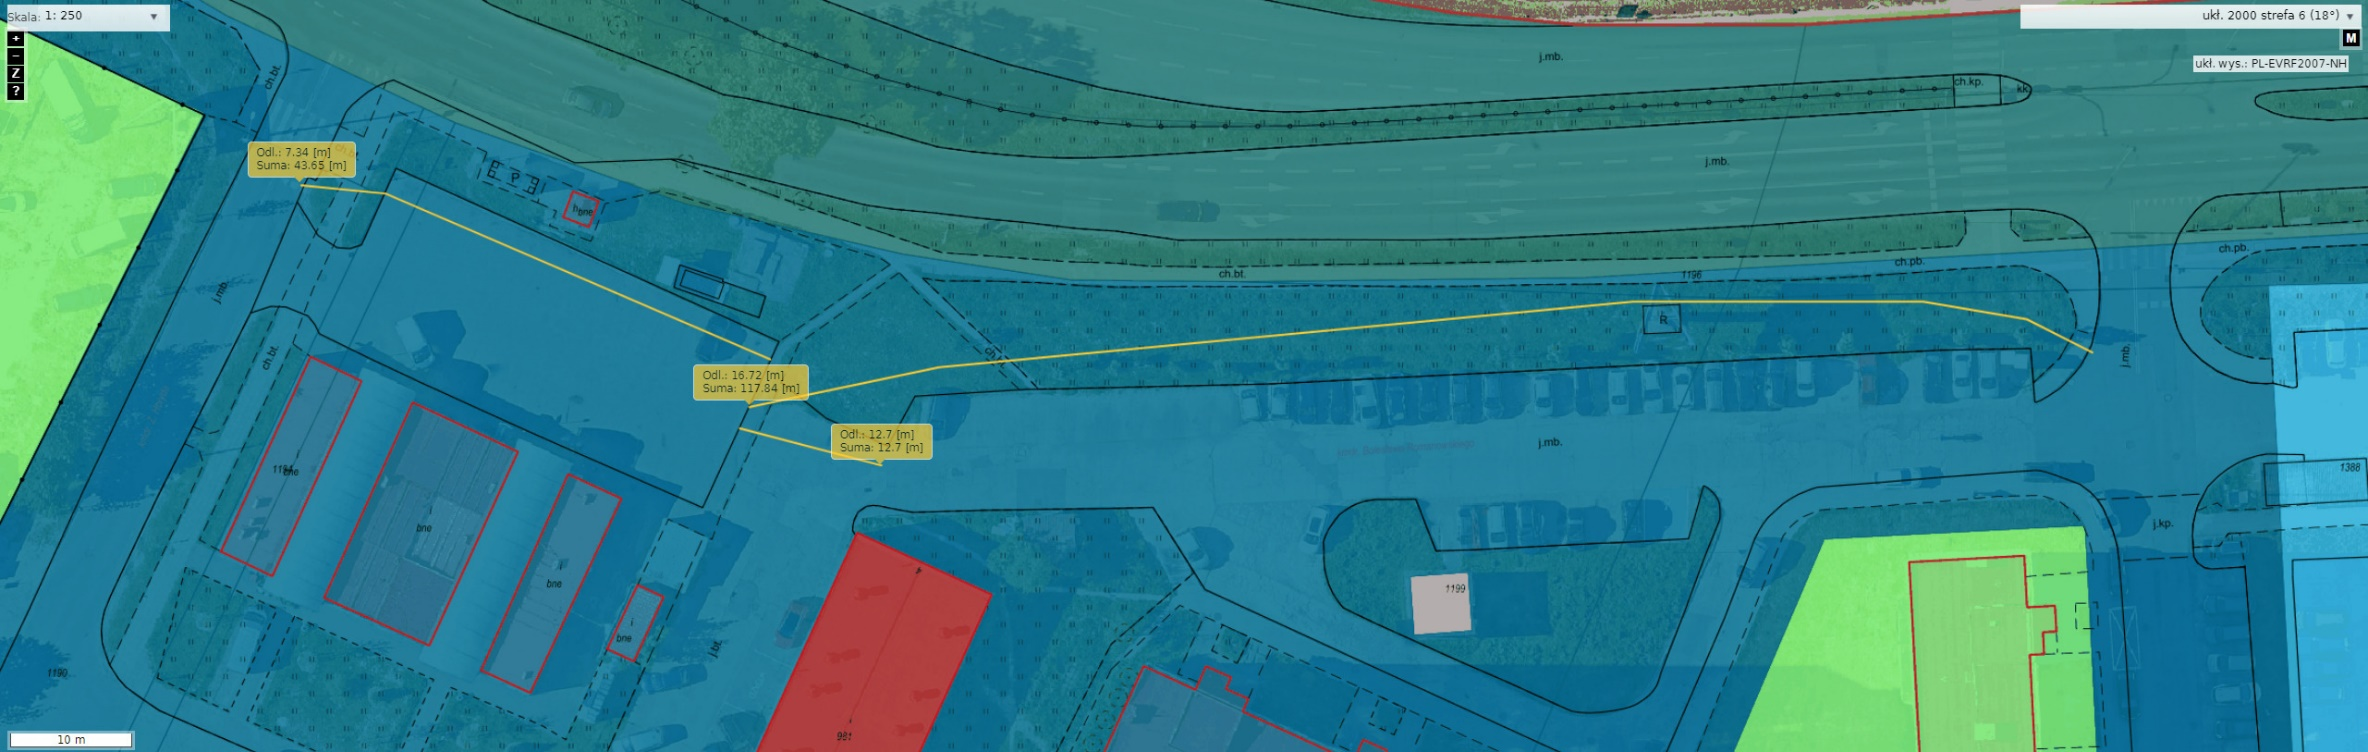 Skala: 1: 250
ukł. 2000 strefa 6 (18°)
+
−
Z
?
M
ukł. wys.: PL-EVRF2007-NH
j.mb.
ch.bt.
ch.kp.
kk
Odl.: 7.34 [m]
Suma: 43.65 [m]
P
j.mb.
bne
ch.bt.
1196
ch.pb.
ch.pb.
j.mb.
R
ch.bt.
j.mb.
Odl.: 16.72 [m]
Suma: 117.84 [m]
Odl.: 12.7 [m]
Suma: 12.7 [m]
j.mb.
bne
1388
bne
j.kp.
i
bne
1199
i
bne
j.bt.
1190
981
10 m